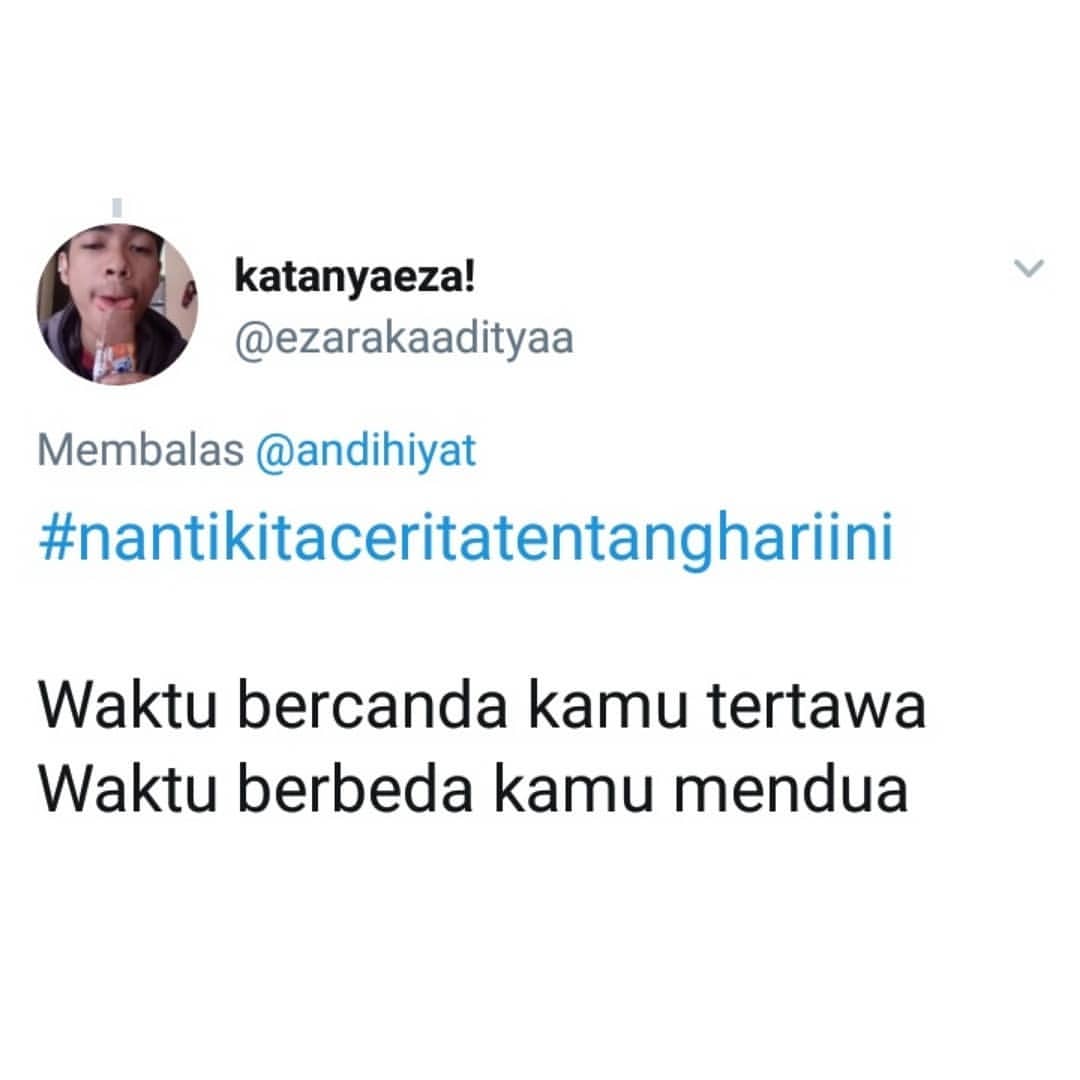 katanyaeza!
@ezarakaadityaa
Membalas @andihiyat
#nantikitaceritatentanghariini
Waktu bercanda kamu tertawa
Waktu berbeda kamu mendua